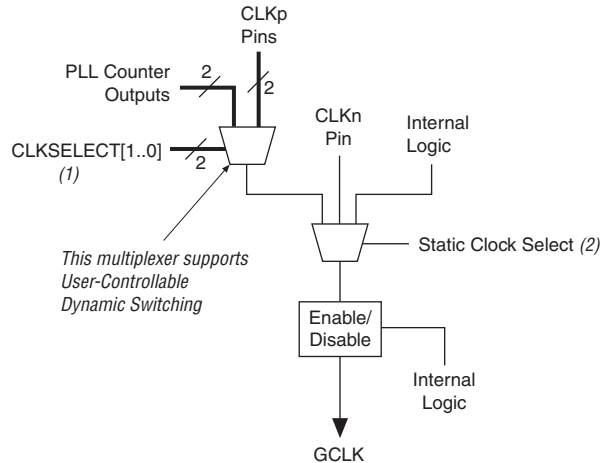 CLKp
Pins
PLL Counter
Outputs
2
2
CLKSELECT[1..0]
(1)
2
CLKn
Pin
Internal
Logic
This multiplexer supports
User-Controllable
Dynamic Switching
Static Clock Select (2)
Enable/
Disable
Internal
Logic
GCLK